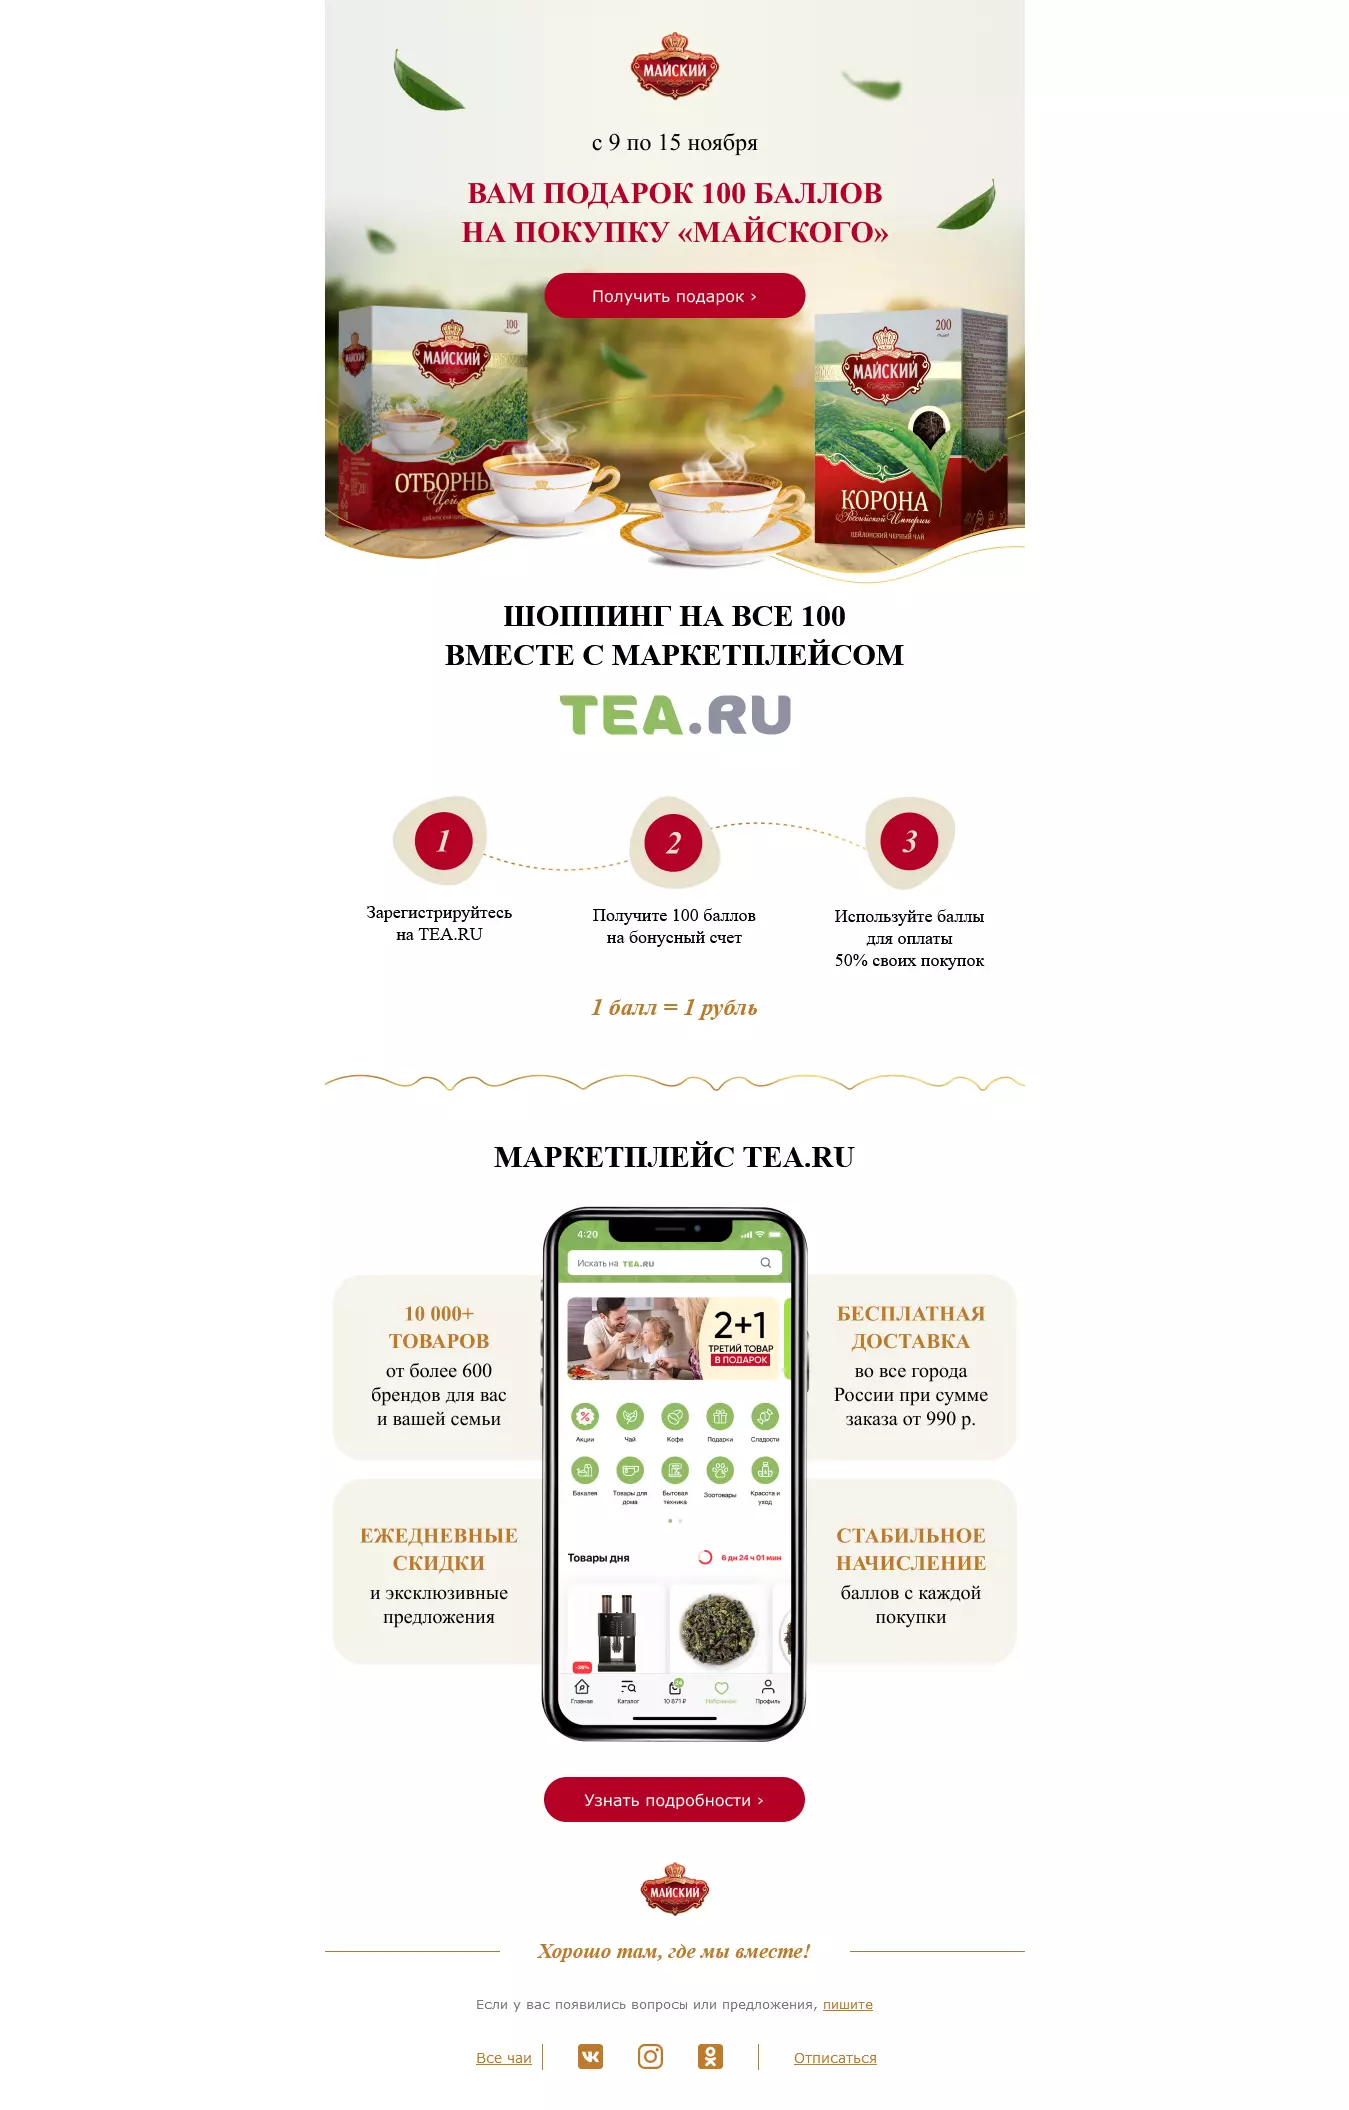 МАЙСКИЙ
с 9 по 15 ноября
ВАМ ПОДАРОК 100 БАЛЛОВ
НА ПОКУПКУ «МАЙСКОГО»
Получить подарок ›
МАЙСКИЙ
100
МАЙСКИЙ
ОТБОРНЫ
200
МАЙСКИЙ
КОРОНА
Российской Империи
ЦЕЙЛОНСКИЙ ЧЕРНЫЙ ЧАЙ
ШОППИНГ НА ВСЕ 100
ВМЕСТЕ С МАРКЕТПЛЕЙСОМ
TEA.RU
1
2
3
Зарегистрируйтесь
на TEA.RU
Получите 100 баллов
на бонусный счет
Используйте баллы
для оплаты
50% своих покупок
1 балл = 1 рубль
МАРКЕТПЛЕЙС TEA.RU
10 000+
ТОВАРОВ
от более 600
брендов для вас
и вашей семьи
ЕЖЕДНЕВНЫЕ
СКИДКИ
и эксклюзивные
предложения
4:20
Искать на TEA.RU
2+1
ТРЕТИЙ ТОВАР
В ПОДАРОК
Акции Чай Кофе Подарки Сладости
Бакалея Товары для дома Бытовая техника Зоотовары Красота и уход
Товары дня 6 дн 24 ч 01 мин
Главная Каталог 10 871 ₽ Избранное Профиль
БЕСПЛАТНАЯ
ДОСТАВКА
во все города
России при сумме
заказа от 990 р.
СТАБИЛЬНОЕ
НАЧИСЛЕНИЕ
баллов с каждой
покупки
Узнать подробности ›
МАЙСКИЙ
Хорошо там, где мы вместе!
Если у вас появились вопросы или предложения, пишите
Все чаи
Отписаться